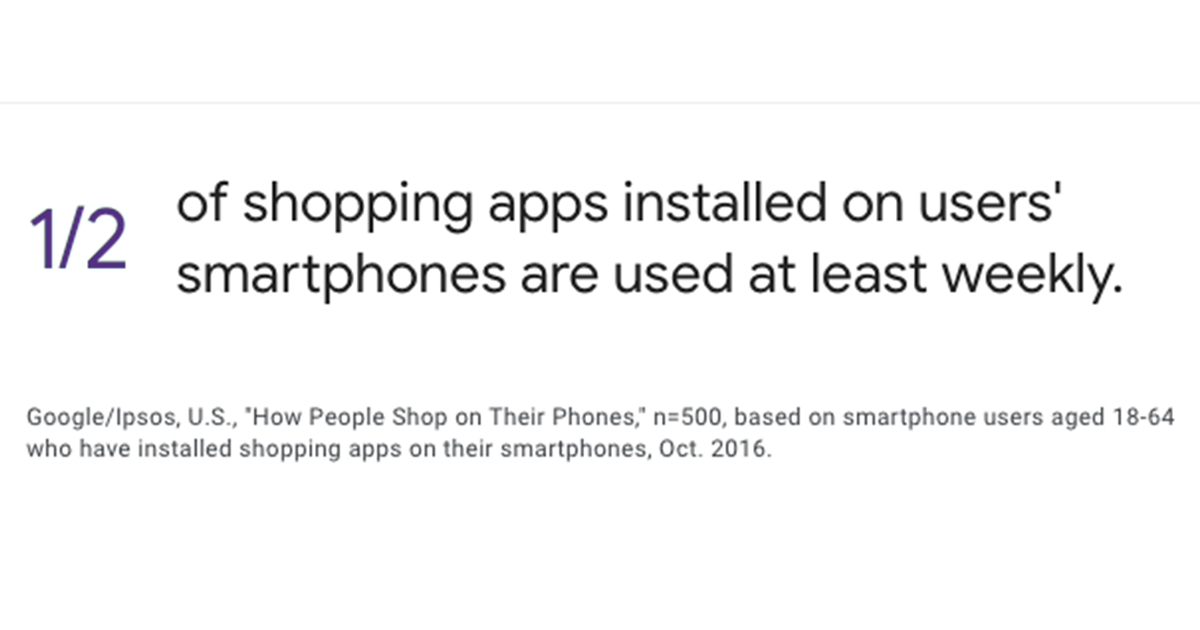 1/2
of shopping apps installed on users'
smartphones are used at least weekly.
Google/Ipsos, U.S., "How People Shop on Their Phones," n=500, based on smartphone users aged 18-64
who have installed shopping apps on their smartphones, Oct. 2016.